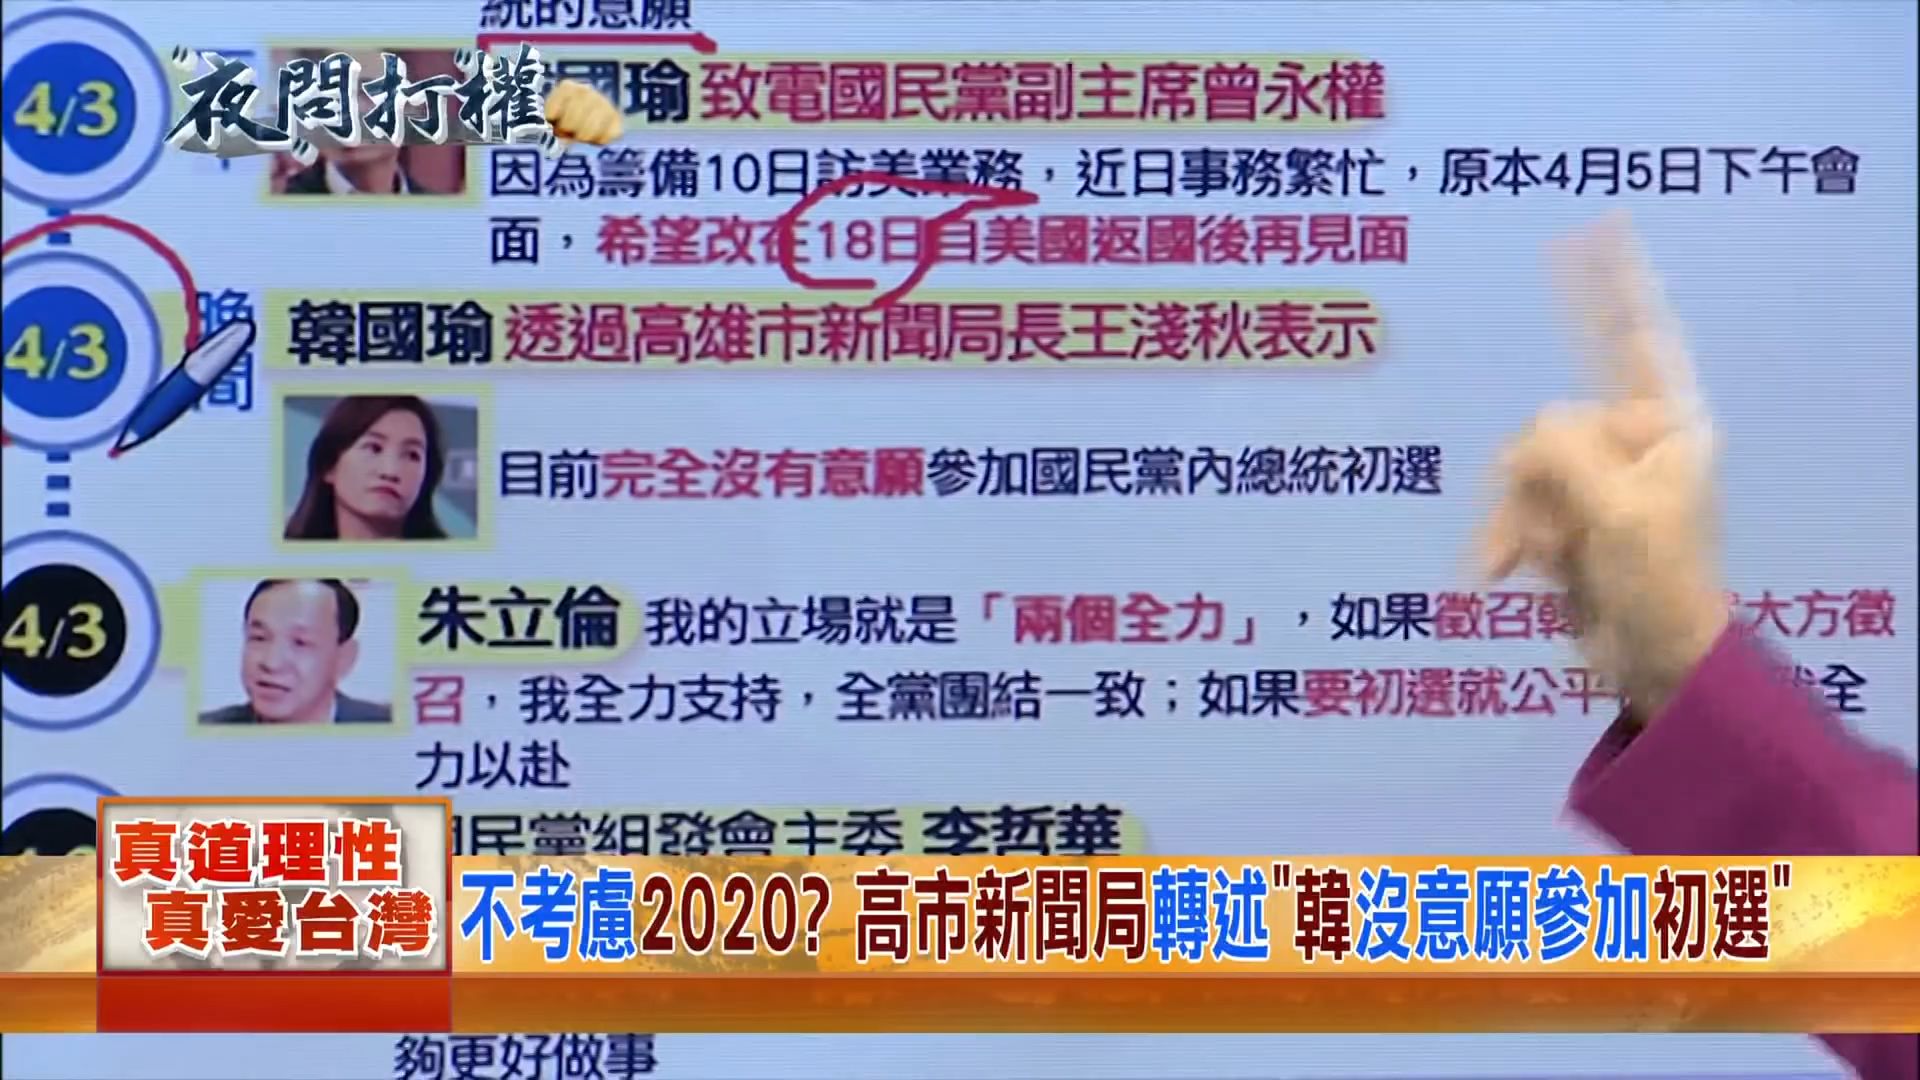 統的意願
"夜問"打"權"
4/3
國瑜 致電國民黨副主席曾永權
因為籌備10日訪美業務，近日事務繁忙，原本4月5日下午會
面，希望改在18日自美國返國後再見面
4/3
晚間
韓國瑜 透過高雄市新聞局長王淺秋表示
目前完全沒有意願參加國民黨內總統初選
4/3
朱立倫 我的立場就是「兩個全力」，如果徵召韓 大方徵
召，我全力支持，全黨團結一致；如果要初選就公平 全
力以赴
國民黨組發會主委 李哲華
真道理性
真愛台灣
不考慮2020? 高市新聞局轉述"韓沒意願參加初選"
夠更好做事